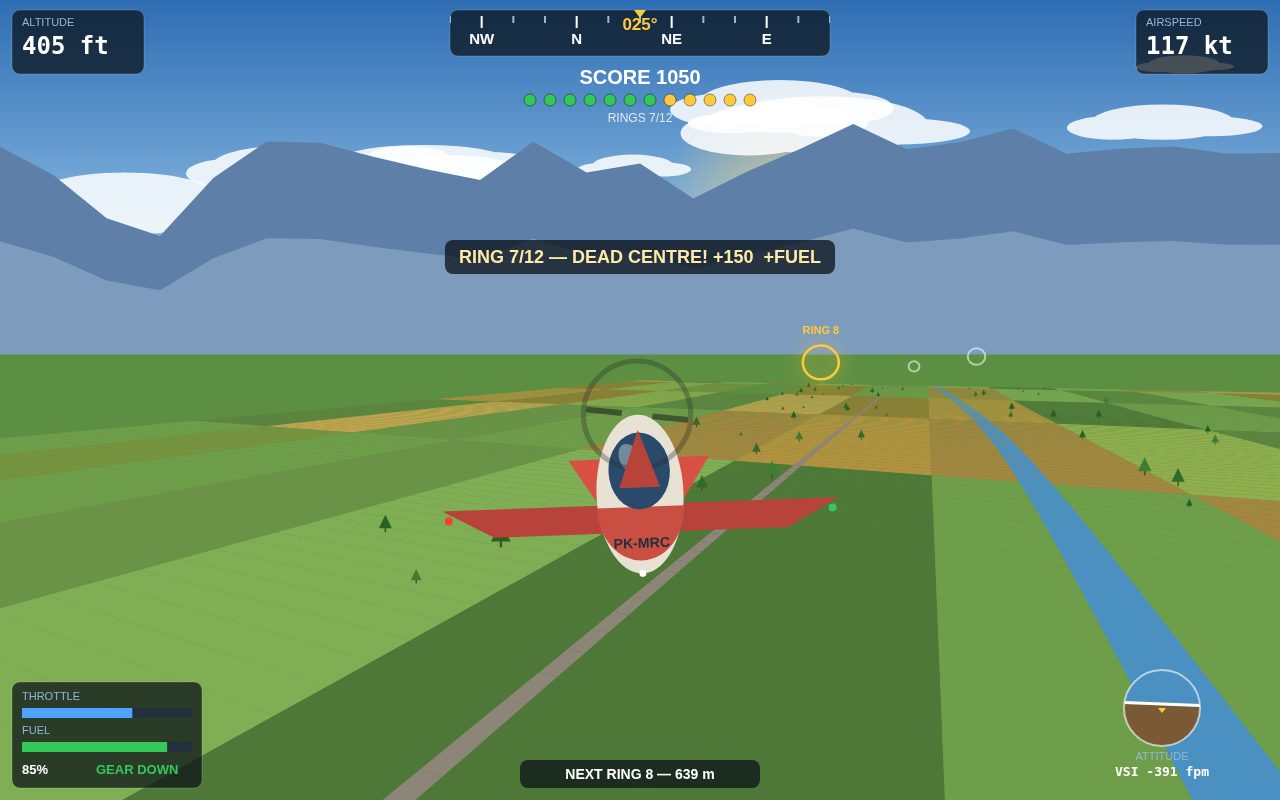 ALTITUDE
405 ft
025°
NW N NE E
AIRSPEED
117 kt
SCORE 1050
RINGS 7/12
RING 7/12 — DEAD CENTRE! +150 +FUEL
RING 8
PK-MRC
THROTTLE
FUEL
85% GEAR DOWN
NEXT RING 8 — 639 m
ATTITUDE
VSI -391 fpm